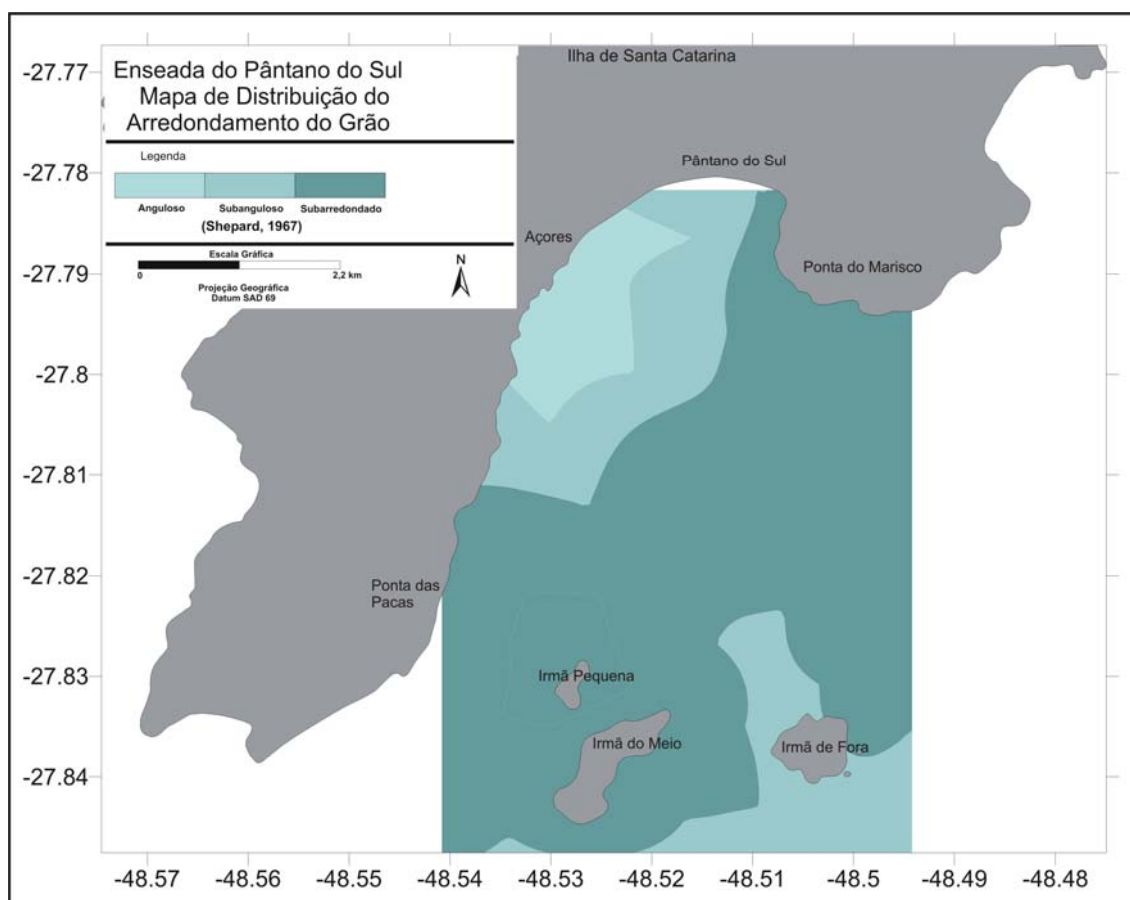 Enseada do Pântano do Sul
Mapa de Distribuição do
Arredondamento do Grão
Legenda
Anguloso Subanguloso Subarredondado
(Shepard, 1967)
Escala Gráfica
0 2,2 km
Projeção Geográfica
Datum SAD 69
N
Ilha de Santa Catarina
Pântano do Sul
Açores
Ponta do Marisco
Ponta das
Pacas
Irmã Pequena
Irmã do Meio
Irmã de Fora
-27.77
-27.78
-27.79
-27.8
-27.81
-27.82
-27.83
-27.84
-48.57 -48.56 -48.55 -48.54 -48.53 -48.52 -48.51 -48.5 -48.49 -48.48